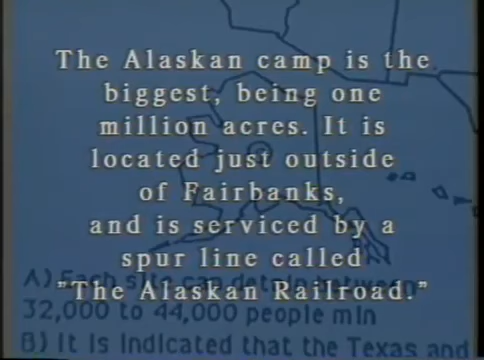 The Alaskan camp is the
biggest, being one
million acres. It is
located just outside
of Fairbanks,
and is serviced by a
spur line called
"The Alaskan Railroad."
A) Each site can detain between
32,000 to 44,000 people min
B) It is indicated that the Texas and